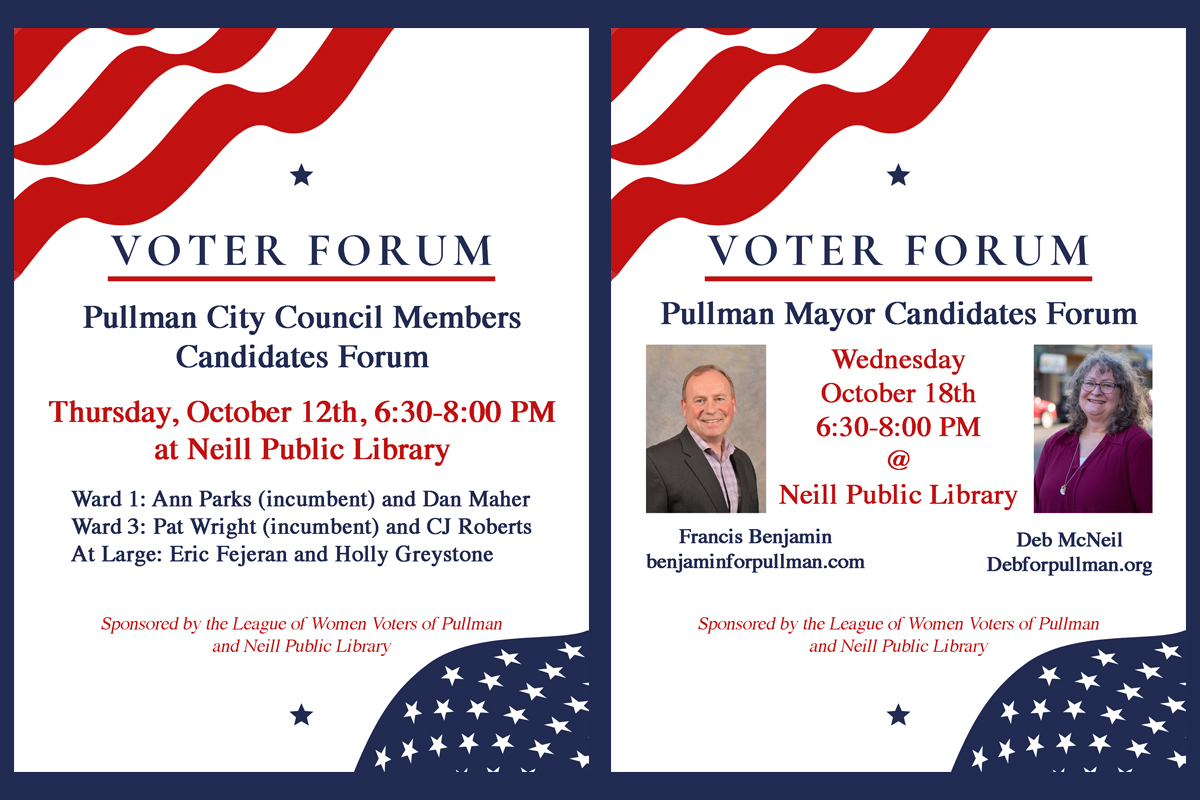 VOTER FORUM
Pullman City Council Members
Candidates Forum
Thursday, October 12th, 6:30-8:00 PM
at Neill Public Library
Ward 1: Ann Parks (incumbent) and Dan Maher
Ward 3: Pat Wright (incumbent) and CJ Roberts
At Large: Eric Fejeran and Holly Greystone
Sponsored by the League of Women Voters of Pullman
and Neill Public Library
VOTER FORUM
Pullman Mayor Candidates Forum
Wednesday
October 18th
6:30-8:00 PM
@
Neill Public Library
Francis Benjamin
benjaminforpullman.com
Deb McNeil
Debforpullman.org
Sponsored by the League of Women Voters of Pullman
and Neill Public Library